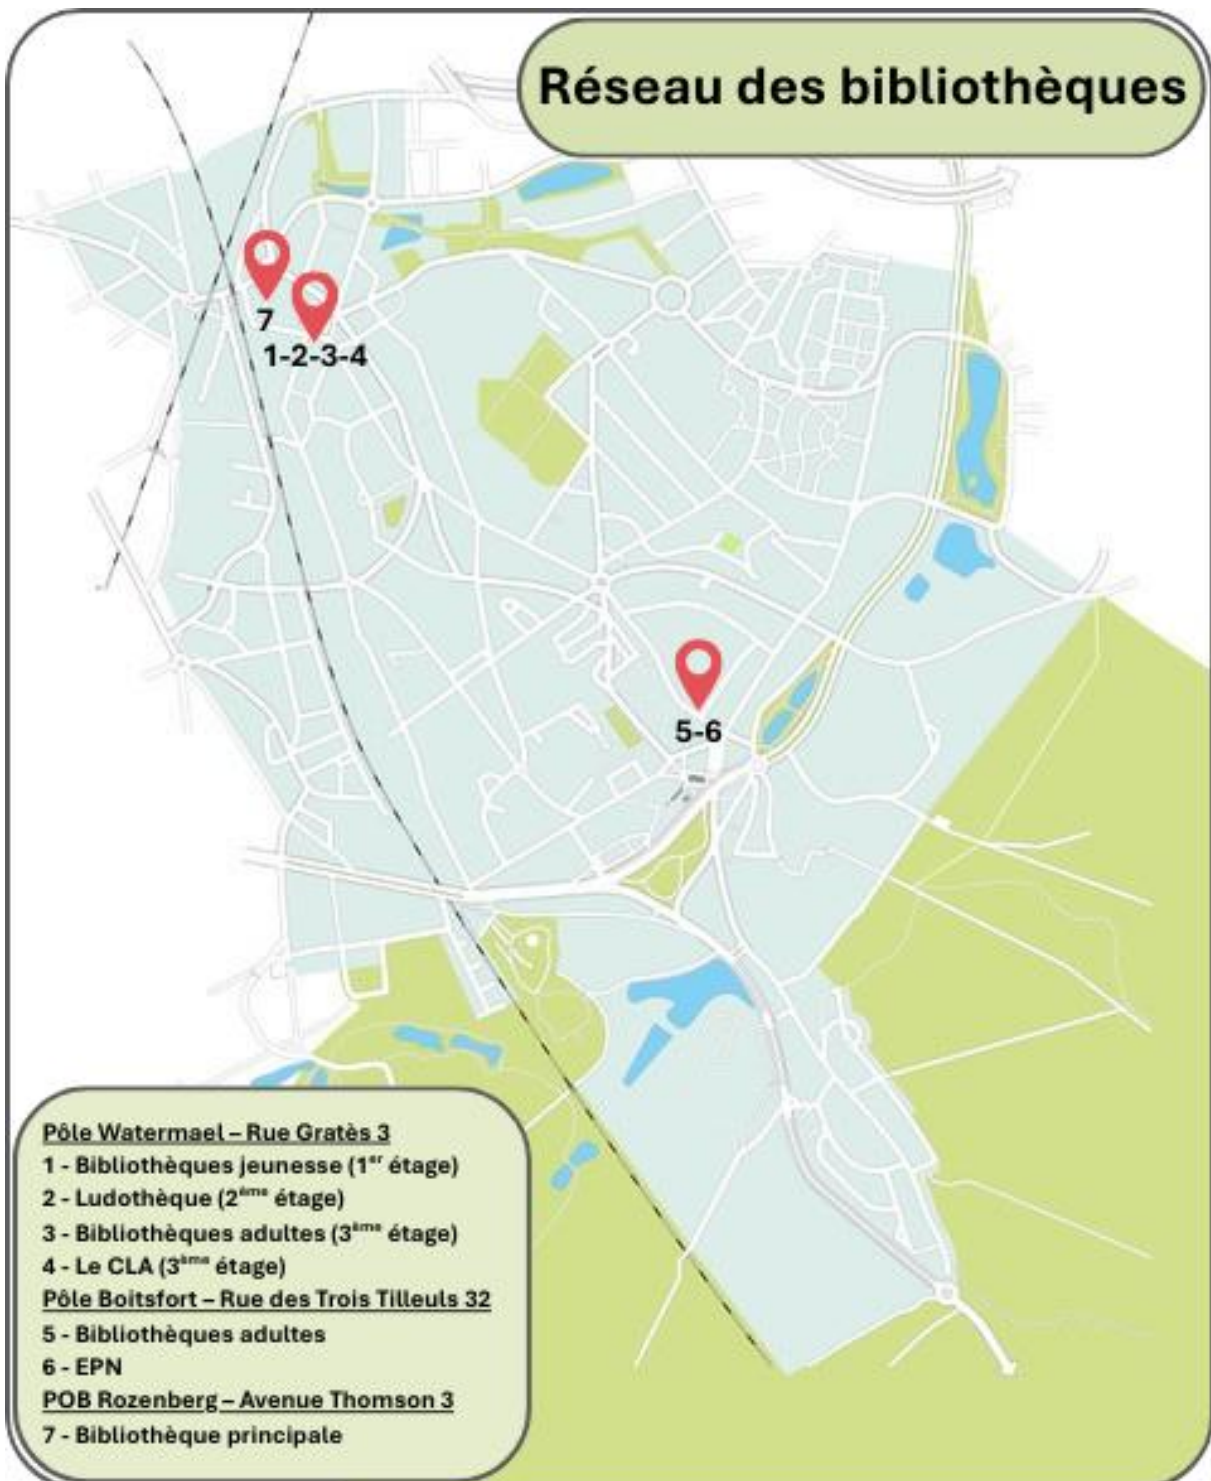 Réseau des bibliothèques
7
1-2-3-4
5-6
Pôle Watermael – Rue Gratès 3
1 - Bibliothèques jeunesse (1er étage)
2 - Ludothèque (2ème étage)
3 - Bibliothèques adultes (3ème étage)
4 - Le CLA (3ème étage)
Pôle Boitsfort – Rue des Trois Tilleuls 32
5 - Bibliothèques adultes
6 - EPN
POB Rozenberg – Avenue Thomson 3
7 - Bibliothèque principale